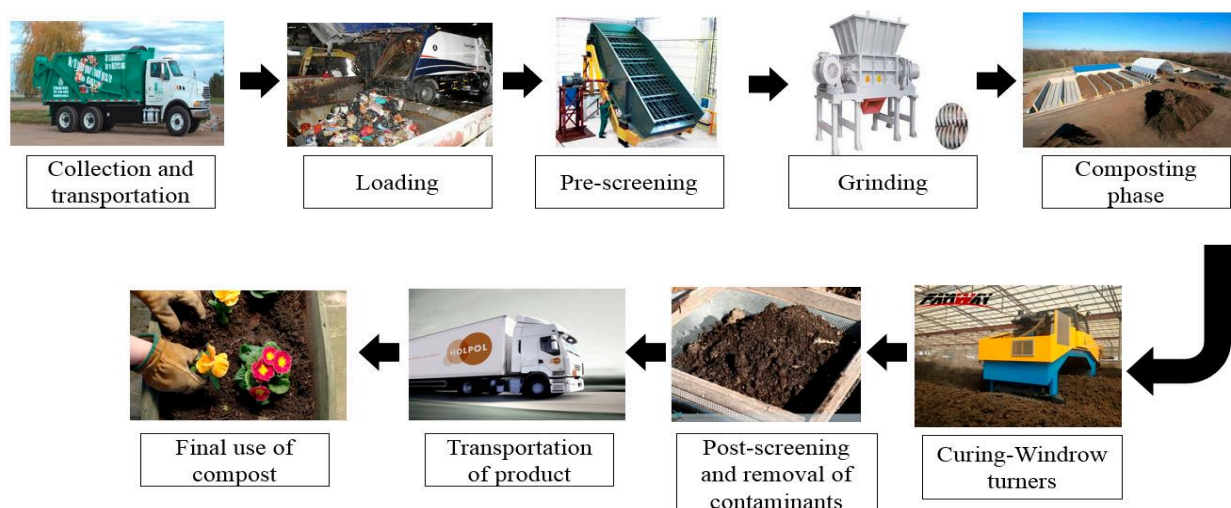 Collection and
transportation
Loading
Pre-screening
Grinding
Composting
phase
FARWAY
Curing-Windrow
turners
Post-screening
and removal of
contaminants
HOLPOL
Transportation
of product
Final use of
compost